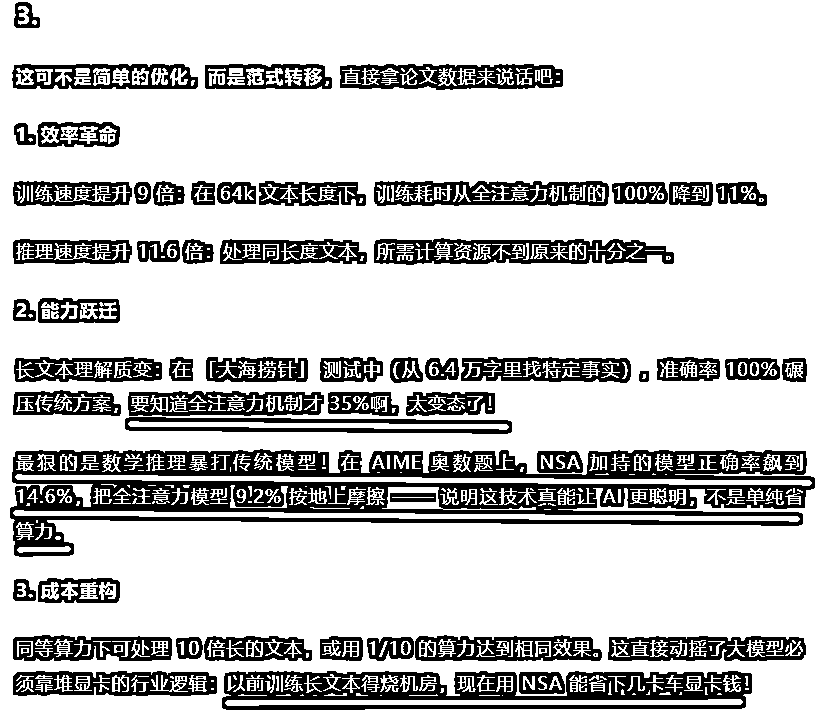 3.
这可不是简单的优化，而是范式转移，直接拿论文数据来说话吧：
1. 效率革命
训练速度提升 9 倍：在 64k 文本长度下，训练耗时从全注意力机制的 100% 降到 11%。
推理速度提升 11.6 倍：处理同长度文本，所需计算资源不到原来的十分之一。
2. 能力跃迁
长文本理解质变：在「大海捞针」测试中（从 6.4 万字里找特定事实），准确率 100% 碾
压传统方案，要知道全注意力机制才 35%啊，太变态了！
最狠的是数学推理暴打传统模型！在 AIME 奥数题上，NSA 加持的模型正确率飙到
14.6%，把全注意力模型 9.2% 按地上摩擦 —— 说明这技术真能让 AI 更聪明，不是单纯省
算力。
3. 成本重构
同等算力下可处理 10 倍长的文本，或用 1/10 的算力达到相同效果。这直接动摇了大模型必
须靠堆显卡的行业逻辑：以前训练长文本得烧机房，现在用 NSA 能省下几卡车显卡钱！